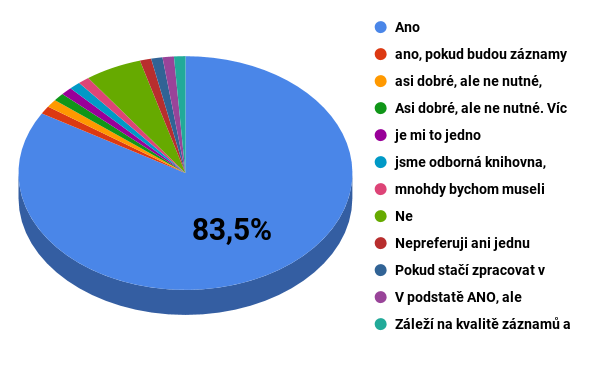 Ano
ano, pokud budou záznamy
asi dobré, ale ne nutné,
Asi dobré, ale ne nutné. Víc
je mi to jedno
jsme odborná knihovna,
mnohdy bychom museli
Ne
Nepreferuji ani jednu
Pokud stačí zpracovat v
V podstatě ANO, ale
Záleží na kvalitě záznamů a
83,5%